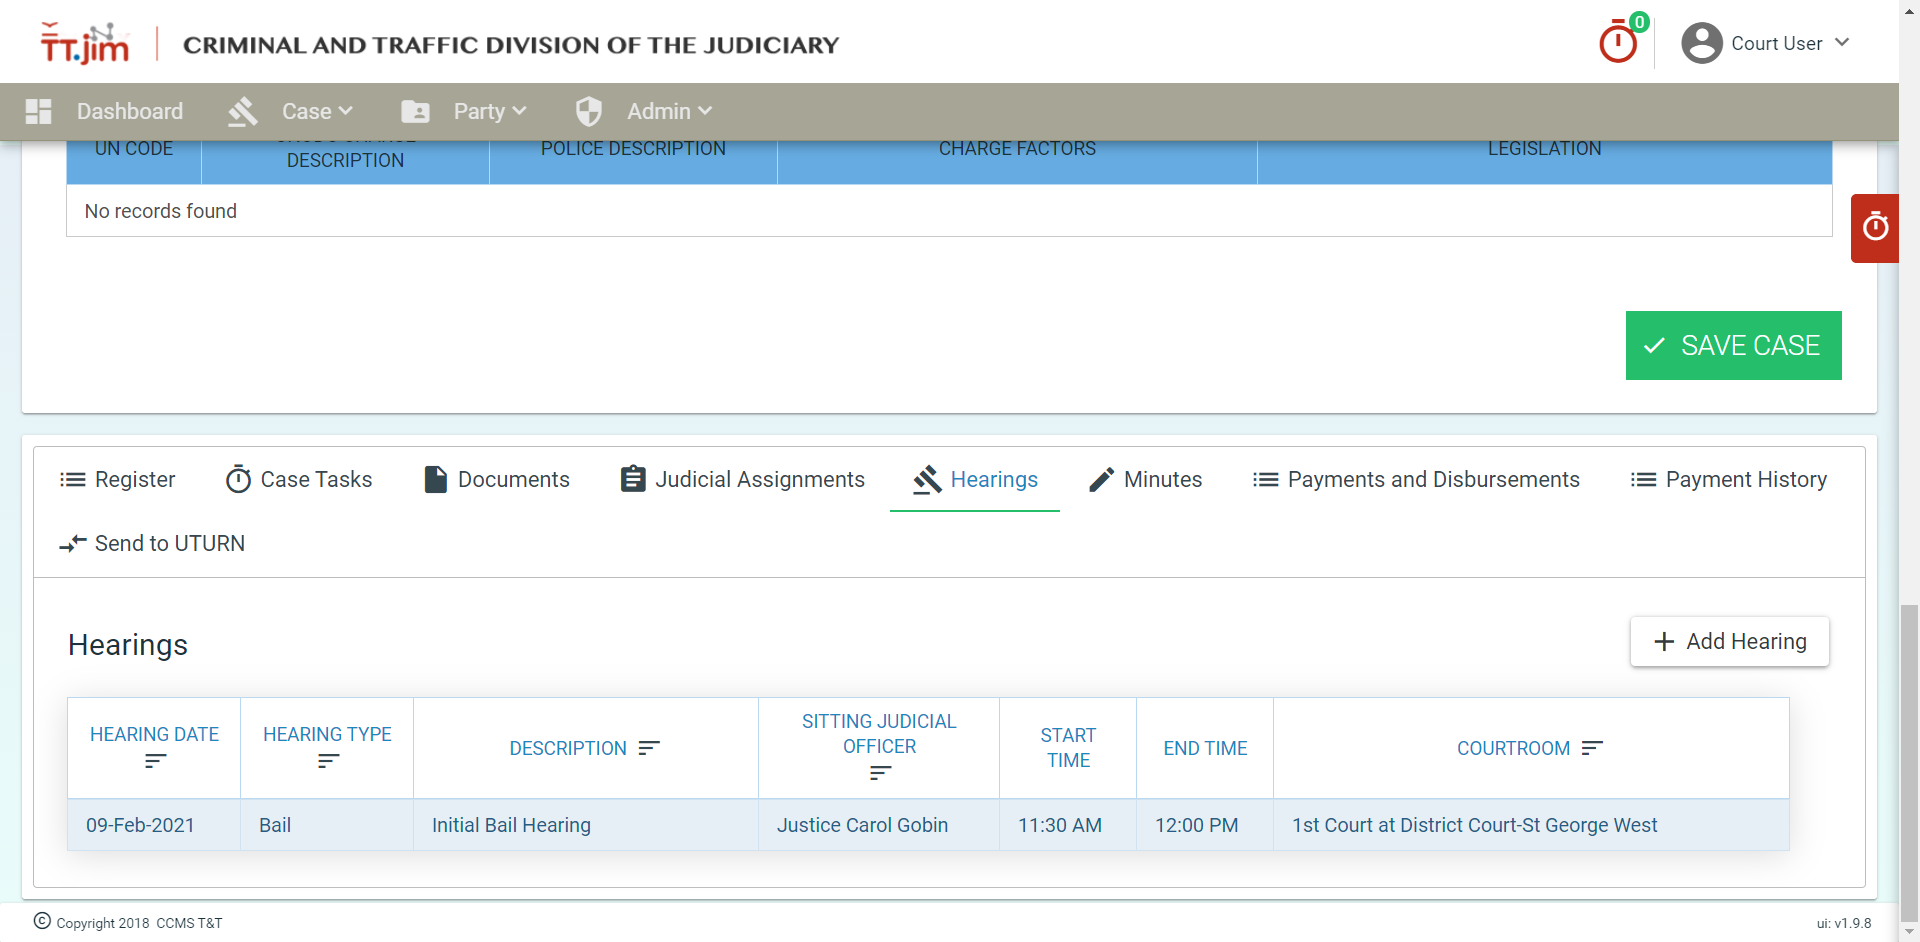 TT.jim
CRIMINAL AND TRAFFIC DIVISION OF THE JUDICIARY
0
Court User
Dashboard
Case
Party
Admin
UN CODE
DESCRIPTION
POLICE DESCRIPTION
CHARGE FACTORS
LEGISLATION
No records found
SAVE CASE
Register
Case Tasks
Documents
Judicial Assignments
Hearings
Minutes
Payments and Disbursements
Payment History
Send to UTURN
Hearings
Add Hearing
HEARING DATE
HEARING TYPE
DESCRIPTION
SITTING JUDICIAL
OFFICER
START
TIME
END TIME
COURTROOM
09-Feb-2021
Bail
Initial Bail Hearing
Justice Carol Gobin
11:30 AM
12:00 PM
1st Court at District Court-St George West
© Copyright 2018 CCMS T&T
ui: v1.9.8